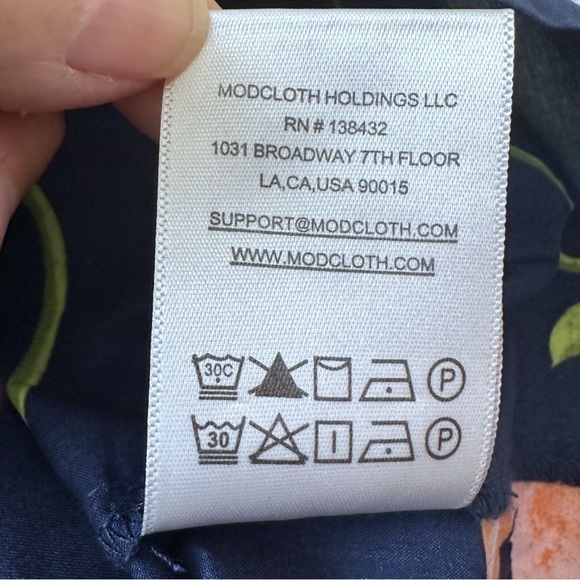 MODCLOTH HOLDINGS LLC
RN # 138432
1031 BROADWAY 7TH FLOOR
LA,CA,USA 90015
SUPPORT@MODCLOTH.COM
WWW.MODCLOTH.COM
30C P
30 P